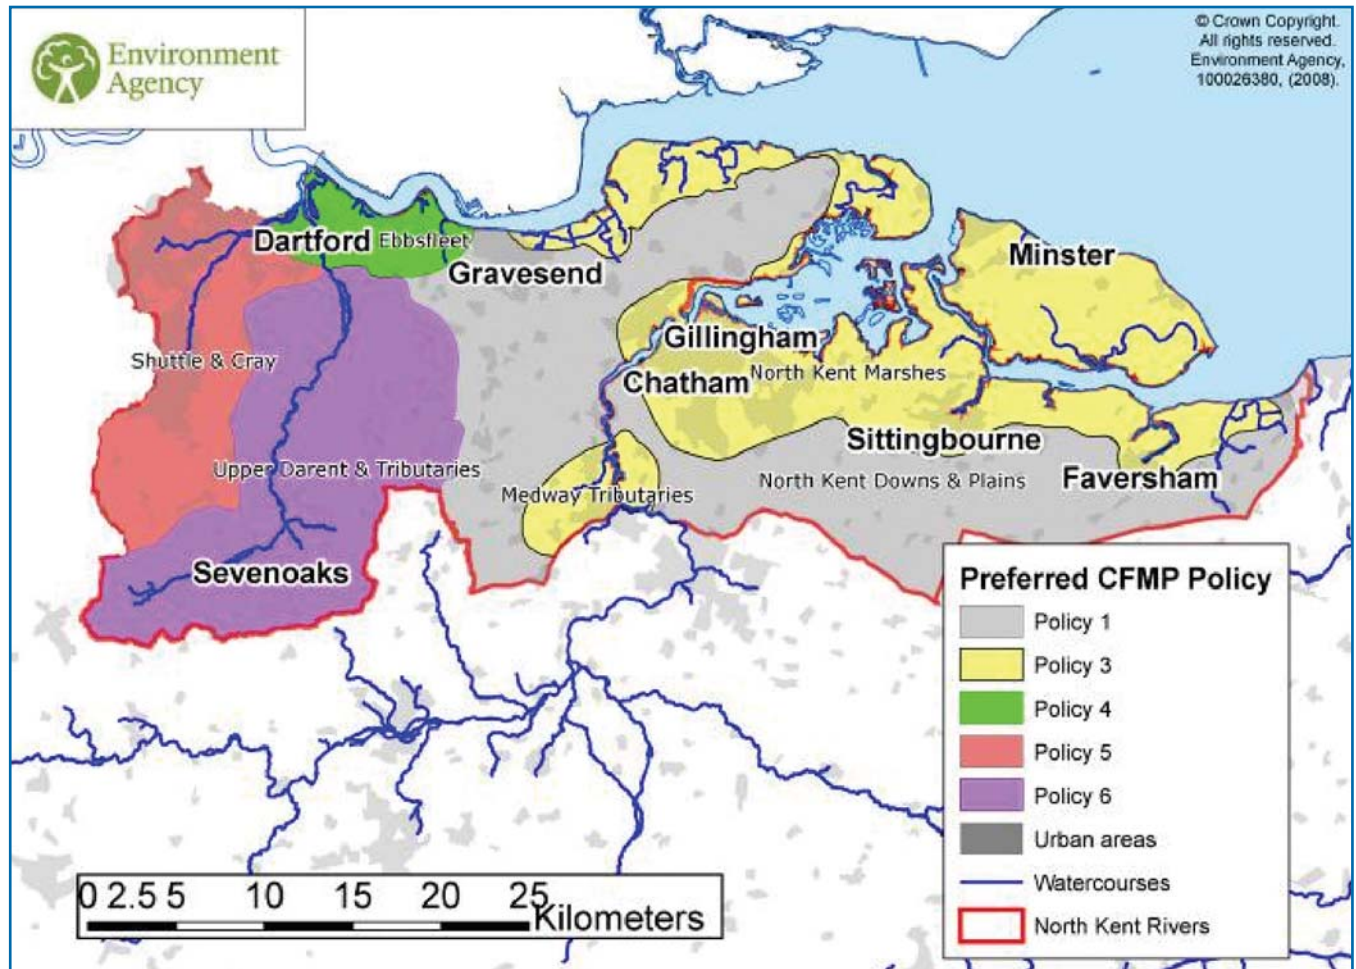 Environment
Agency
© Crown Copyright.
All rights reserved.
Environment Agency,
100026380, (2008).
Dartford
Ebbsfleet
Gravesend
Minster
Gillingham
Shuttle & Cray
Chatham
North Kent Marshes
Sittingbourne
Upper Darent & Tributaries
Medway Tributaries
North Kent Downs & Plains
Faversham
Sevenoaks
Preferred CFMP Policy
Policy 1
Policy 3
Policy 4
Policy 5
Policy 6
Urban areas
Watercourses
North Kent Rivers
0 2.5 5 10 15 20 25
Kilometers